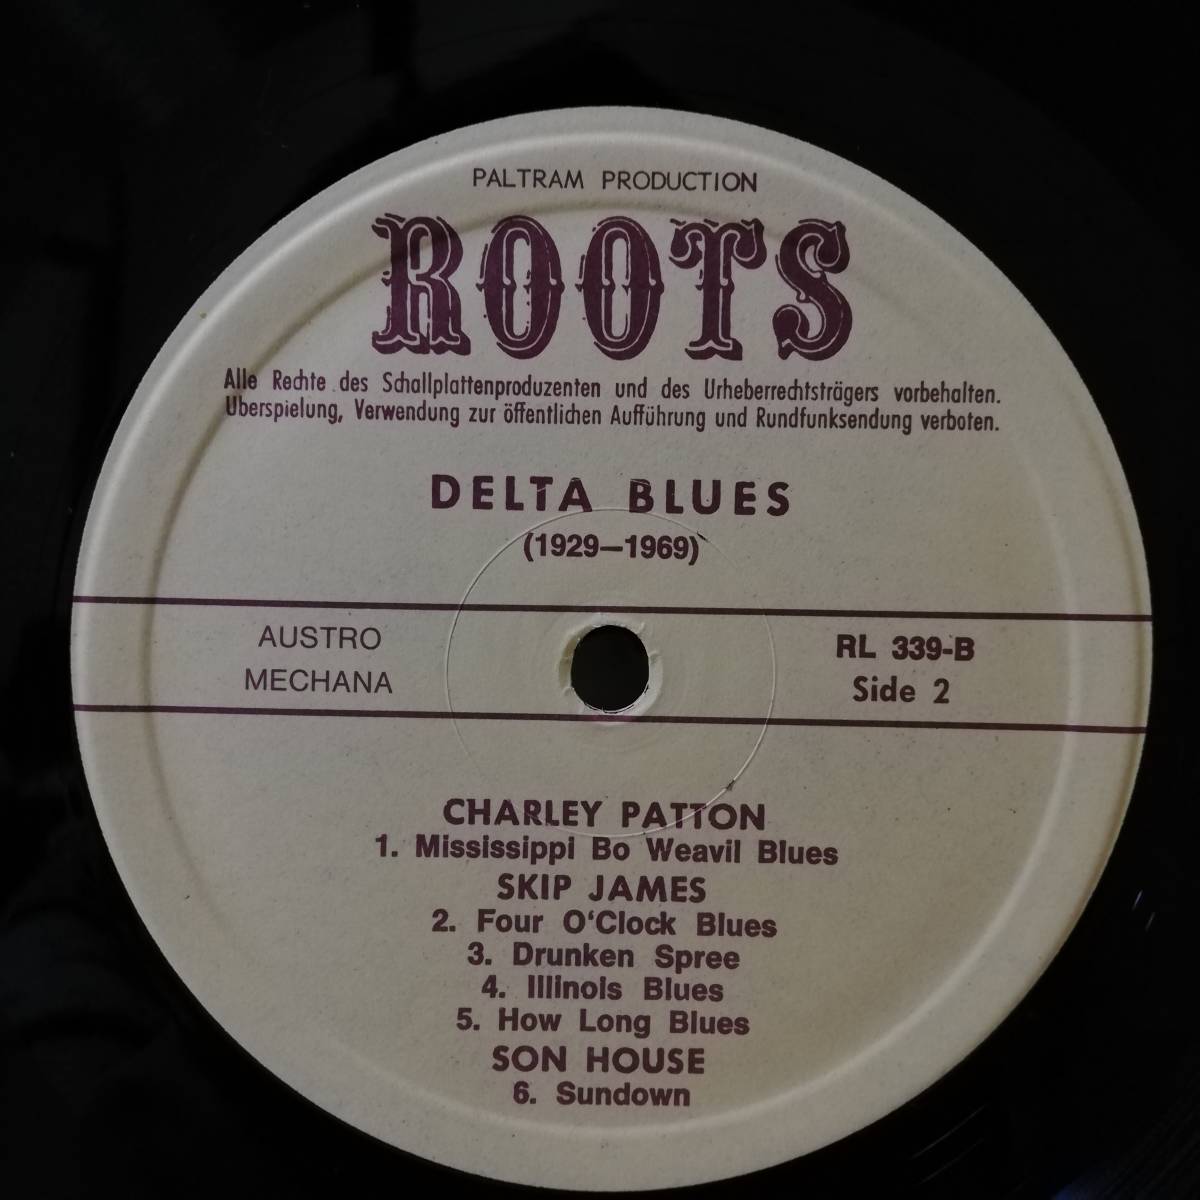 PALTRAM PRODUCTION
ROOTS
Alle Rechte des Schallplattenproduzenten und des Urheberrechtsträgers vorbehalten.
Uberspielung, Verwendung zur öffentlichen Aufführung und Rundfunksendung verboten.
DELTA BLUES
(1929—1969)
AUSTRO
MECHANA
RL 339-B
Side 2
CHARLEY PATTON
1. Mississippi Bo Weavil Blues
SKIP JAMES
2. Four O‘Clock Blues
3. Drunken Spree
4. Illinois Blues
5. How Long Blues
SON HOUSE
6. Sundown